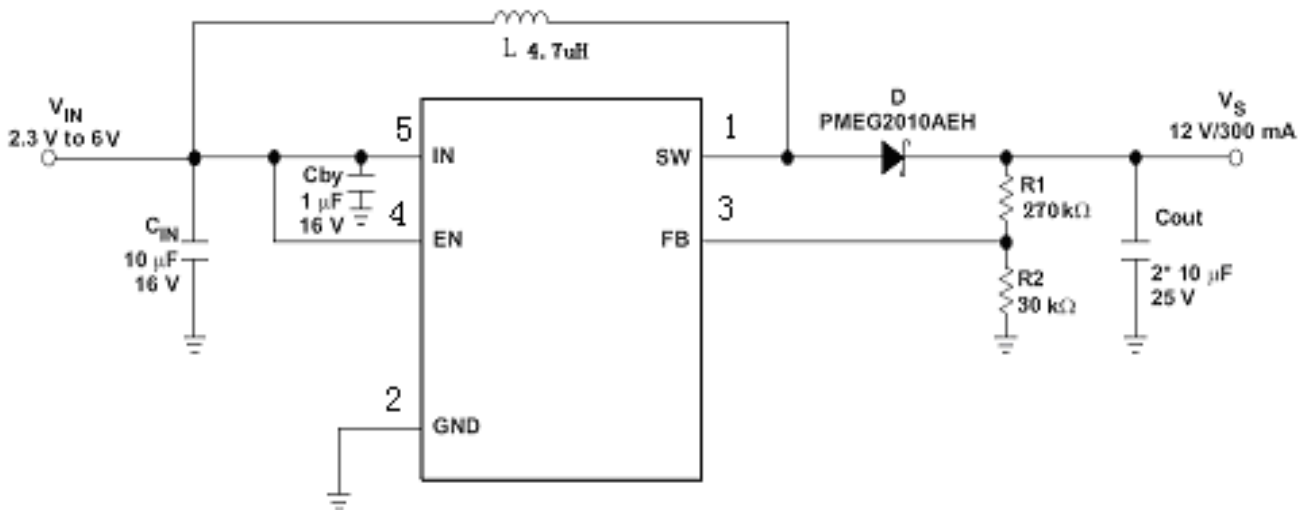 L 4.7uH
V_IN
2.3 V to 6 V
D
PMEG2010AEH
V_S
12 V/300 mA
5
IN
Cby
1 μF
16 V
4
EN
C_IN
10 μF
16 V
2
GND
1
SW
3
FB
R1
270 kΩ
R2
30 kΩ
Cout
2* 10 μF
25 V